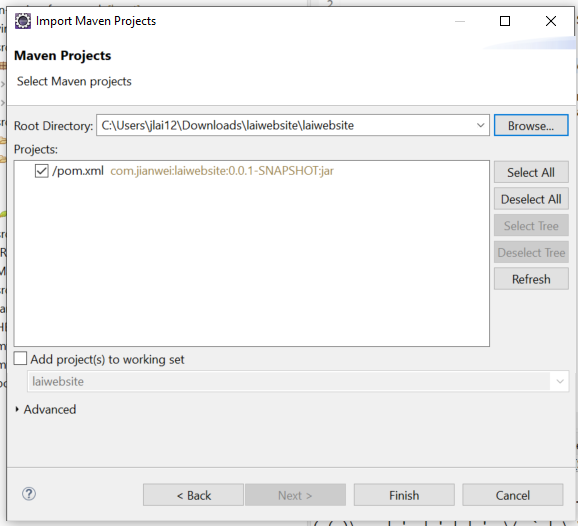 Import Maven Projects
Maven Projects
Select Maven projects
Root Directory: C:\Users\jlai12\Downloads\laiwebsite\laiwebsite Browse...
Projects:
/pom.xml com.jianwei:laiwebsite:0.0.1-SNAPSHOT:jar
Select All
Deselect All
Select Tree
Deselect Tree
Refresh
Add project(s) to working set
laiwebsite
Advanced
? < Back Next > Finish Cancel